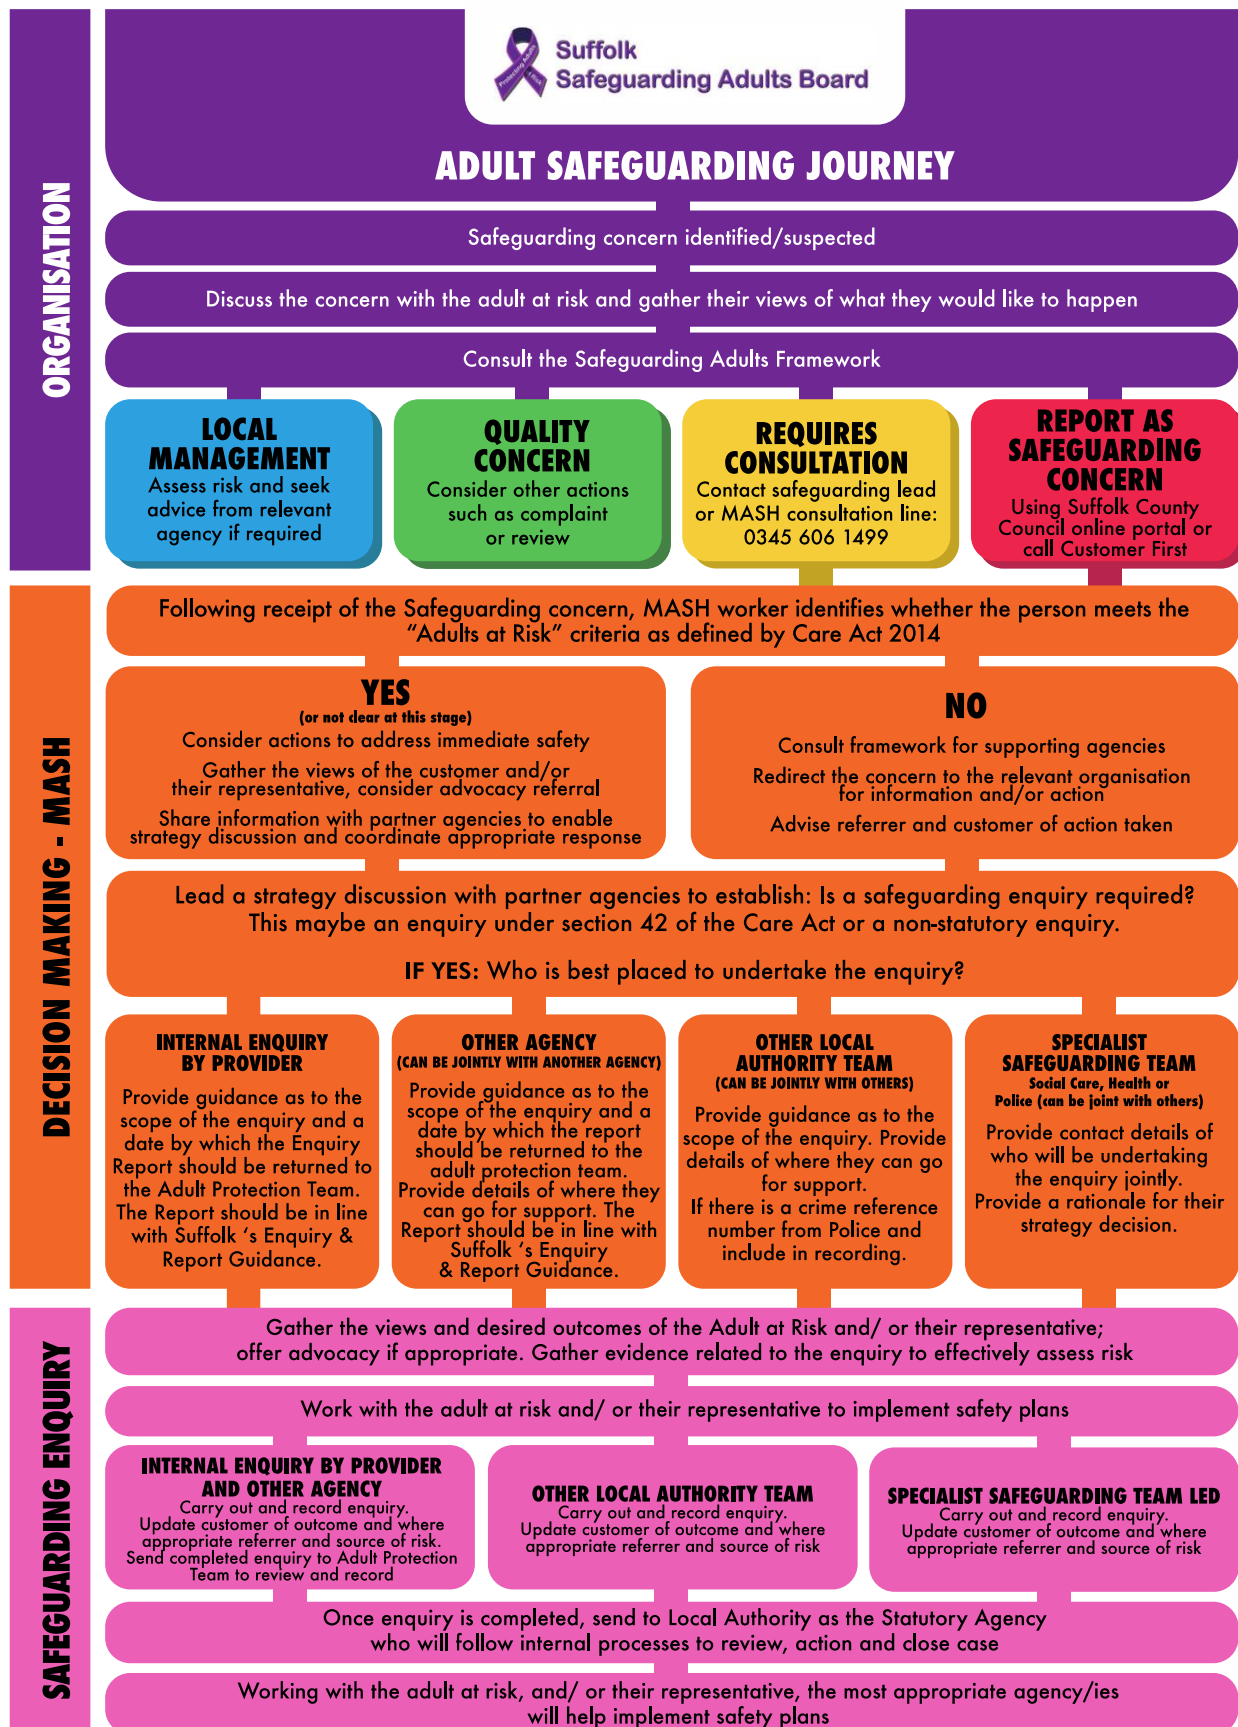 Protecting Adults at Risk
Suffolk
Safeguarding Adults Board
ADULT SAFEGUARDING JOURNEY
ORGANISATION
Safeguarding concern identified/suspected
Discuss the concern with the adult at risk and gather their views of what they would like to happen
Consult the Safeguarding Adults Framework
LOCAL
MANAGEMENT
Assess risk and seek
advice from relevant
agency if required
QUALITY
CONCERN
Consider other actions
such as complaint
or review
REQUIRES
CONSULTATION
Contact safeguarding lead
or MASH consultation line:
0345 606 1499
REPORT AS
SAFEGUARDING
CONCERN
Using Suffolk County
Council online portal or
call Customer First
DECISION MAKING - MASH
Following receipt of the Safeguarding concern, MASH worker identifies whether the person meets the
“Adults at Risk” criteria as defined by Care Act 2014
YES
(or not clear at this stage)
Consider actions to address immediate safety
Gather the views of the customer and/or
their representative, consider advocacy referral
Share information with partner agencies to enable
strategy discussion and coordinate appropriate response
NO
Consult framework for supporting agencies
Redirect the concern to the relevant organisation
for information and/or action
Advise referrer and customer of action taken
Lead a strategy discussion with partner agencies to establish: Is a safeguarding enquiry required?
This maybe an enquiry under section 42 of the Care Act or a non-statutory enquiry.
IF YES: Who is best placed to undertake the enquiry?
INTERNAL ENQUIRY
BY PROVIDER
Provide guidance as to the
scope of the enquiry and a
date by which the Enquiry
Report should be returned to
the Adult Protection Team.
The Report should be in line
with Suffolk ‘s Enquiry &
Report Guidance.
OTHER AGENCY
(CAN BE JOINTLY WITH ANOTHER AGENCY)
Provide guidance as to the
scope of the enquiry and a
date by which the report
should be returned to the
adult protection team.
Provide details of where they
can go for support. The
Report should be in line with
Suffolk ‘s Enquiry
& Report Guidance.
OTHER LOCAL
AUTHORITY TEAM
(CAN BE JOINTLY WITH OTHERS)
Provide guidance as to the
scope of the enquiry. Provide
details of where they can go
for support.
If there is a crime reference
number from Police and
include in recording.
SPECIALIST
SAFEGUARDING TEAM
Social Care, Health or
Police (can be joint with others)
Provide contact details of
who will be undertaking
the enquiry jointly.
Provide a rationale for their
strategy decision.
SAFEGUARDING ENQUIRY
Gather the views and desired outcomes of the Adult at Risk and/ or their representative;
offer advocacy if appropriate. Gather evidence related to the enquiry to effectively assess risk
Work with the adult at risk and/ or their representative to implement safety plans
INTERNAL ENQUIRY BY PROVIDER
AND OTHER AGENCY
Carry out and record enquiry.
Update customer of outcome and where
appropriate referrer and source of risk.
Send completed enquiry to Adult Protection
Team to review and record
OTHER LOCAL AUTHORITY TEAM
Carry out and record enquiry.
Update customer of outcome and where
appropriate referrer and source of risk
SPECIALIST SAFEGUARDING TEAM LED
Carry out and record enquiry.
Update customer of outcome and where
appropriate referrer and source of risk
Once enquiry is completed, send to Local Authority as the Statutory Agency
who will follow internal processes to review, action and close case
Working with the adult at risk, and/ or their representative, the most appropriate agency/ies
will help implement safety plans